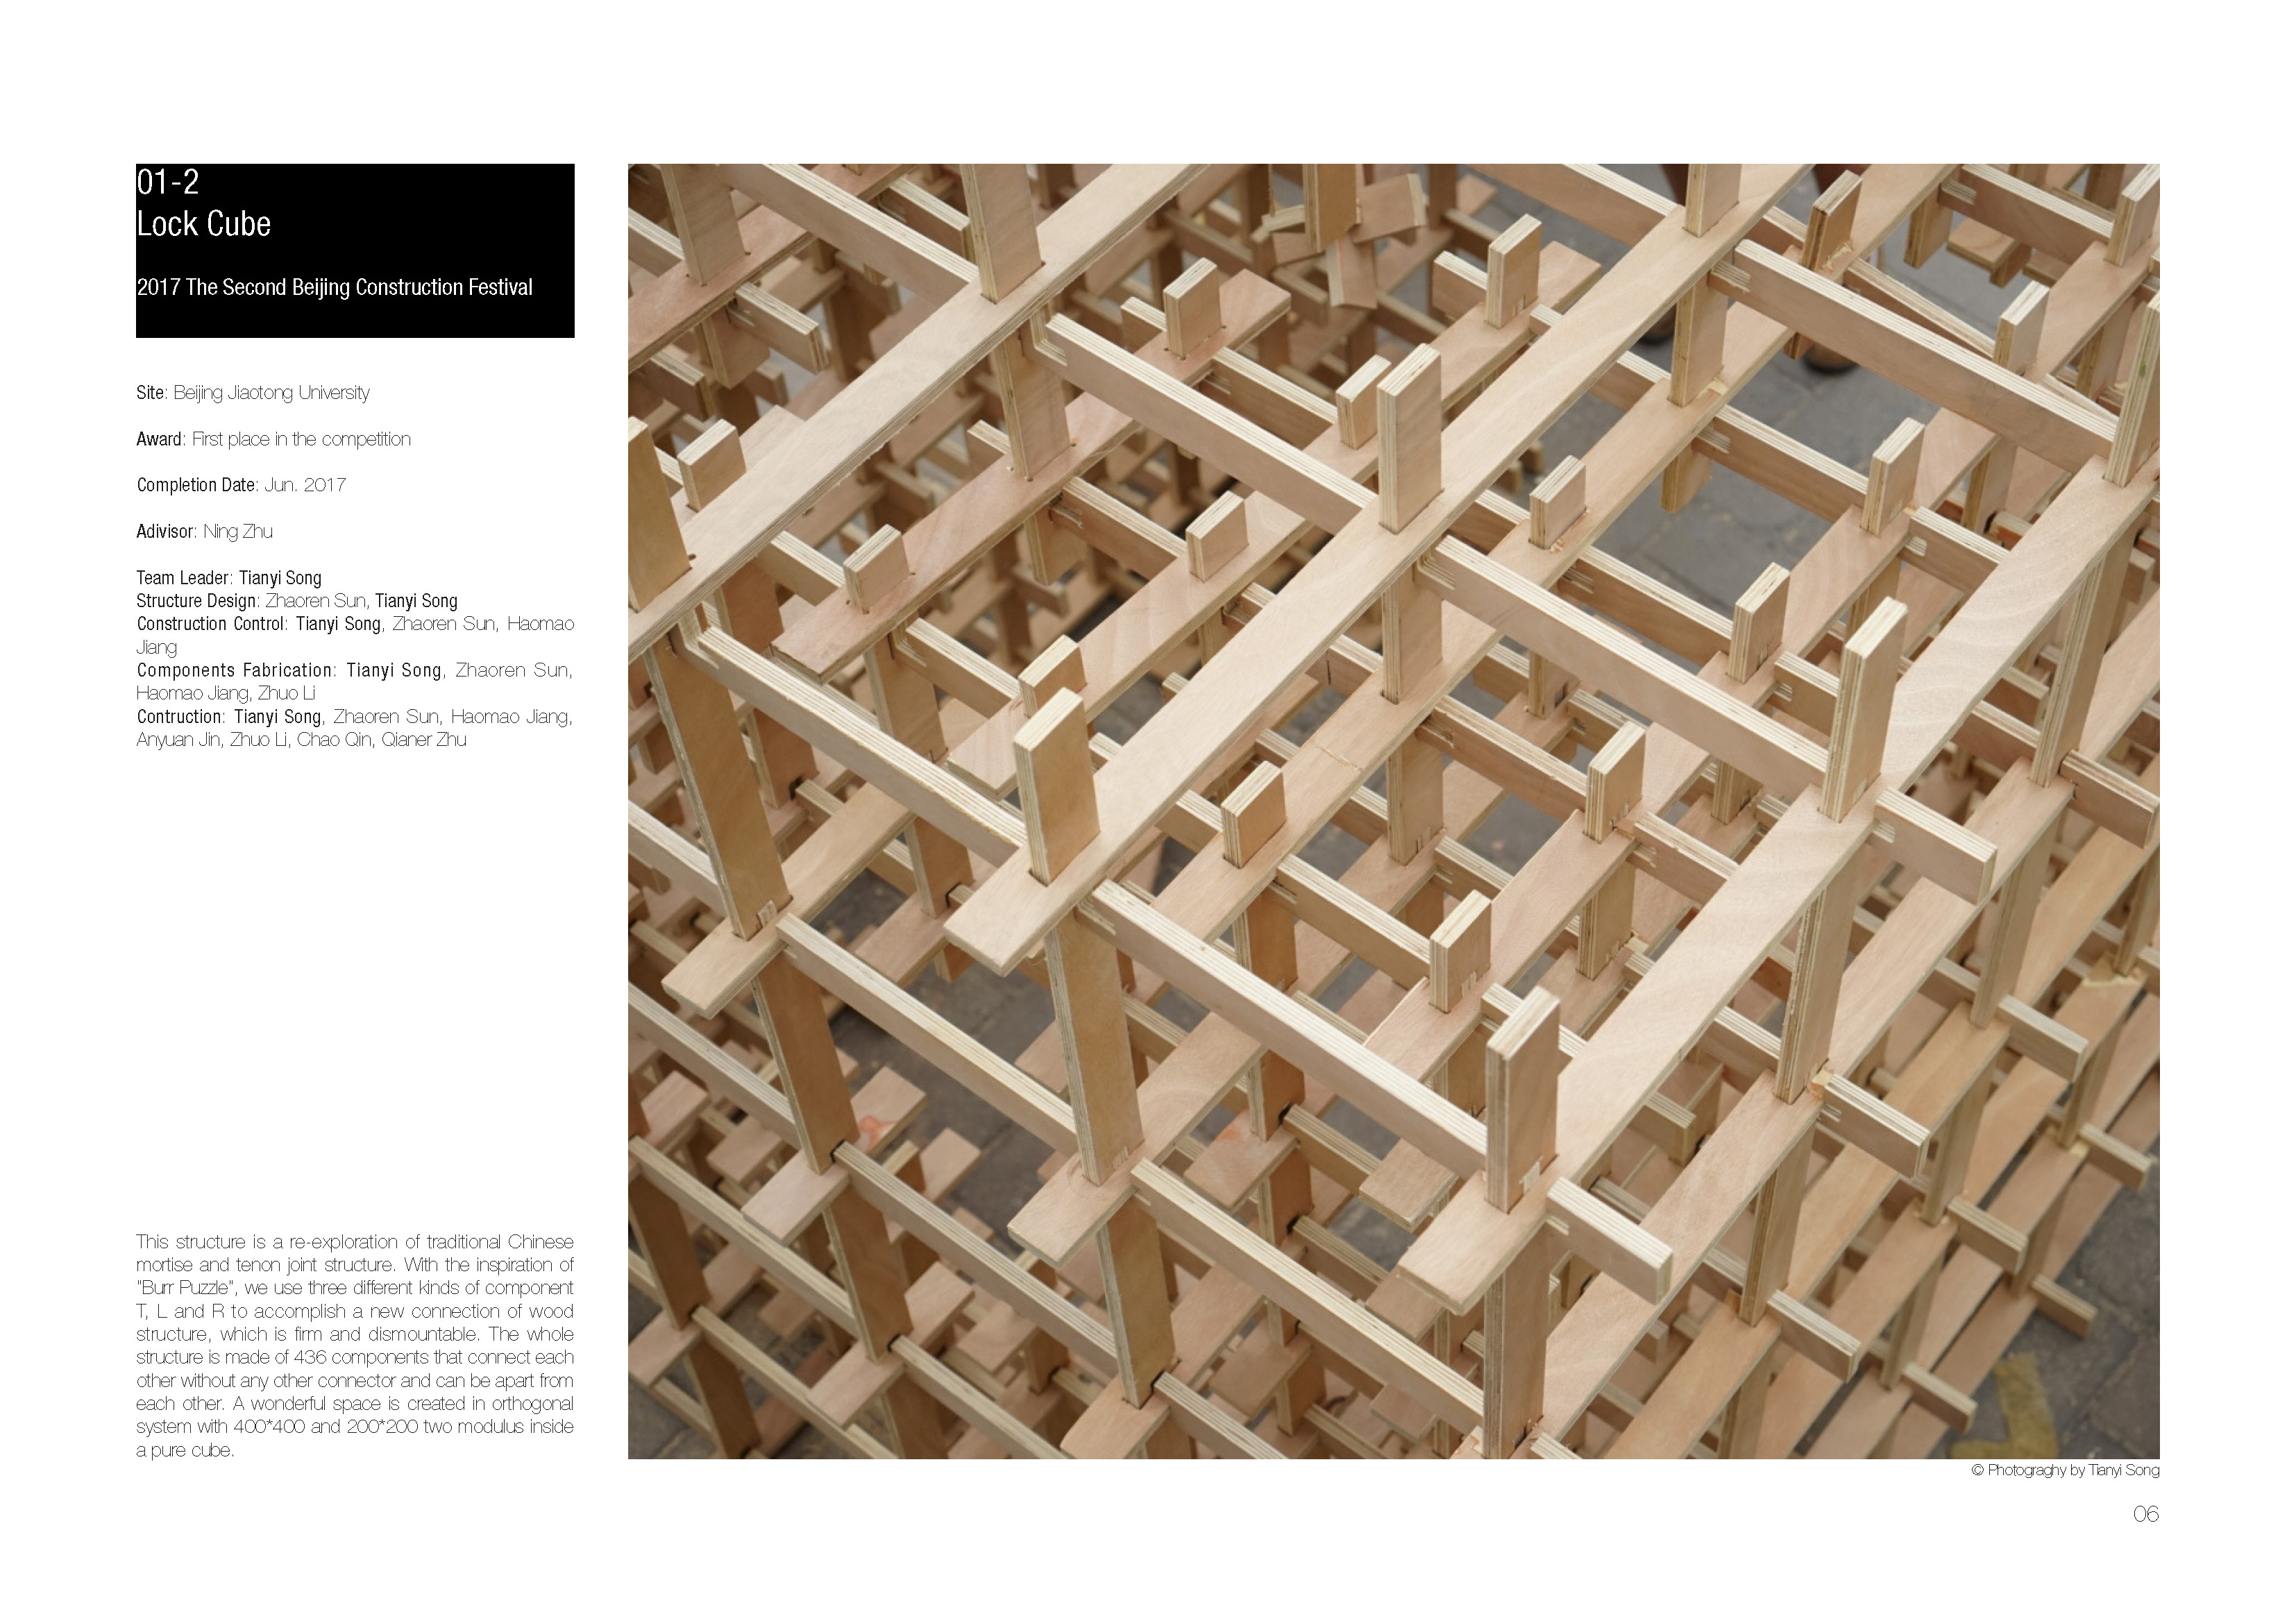 01-2
Lock Cube
2017 The Second Beijing Construction Festival
Site: Beijing Jiaotong University
Award: First place in the competition
Completion Date: Jun. 2017
Adivisor: Ning Zhu
Team Leader: Tianyi Song
Structure Design: Zhaoren Sun, Tianyi Song
Construction Control: Tianyi Song, Zhaoren Sun, Haomao
Jiang
Components Fabrication: Tianyi Song, Zhaoren Sun,
Haomao Jiang, Zhuo Li
Contruction: Tianyi Song, Zhaoren Sun, Haomao Jiang,
Anyuan Jin, Zhuo Li, Chao Qin, Qianer Zhu
This structure is a re-exploration of traditional Chinese
mortise and tenon joint structure. With the inspiration of
"Burr Puzzle", we use three different kinds of component
T, L and R to accomplish a new connection of wood
structure, which is firm and dismountable. The whole
structure is made of 436 components that connect each
other without any other connector and can be apart from
each other. A wonderful space is created in orthogonal
system with 400*400 and 200*200 two modulus inside
a pure cube.
© Photograghy by Tianyi Song
06